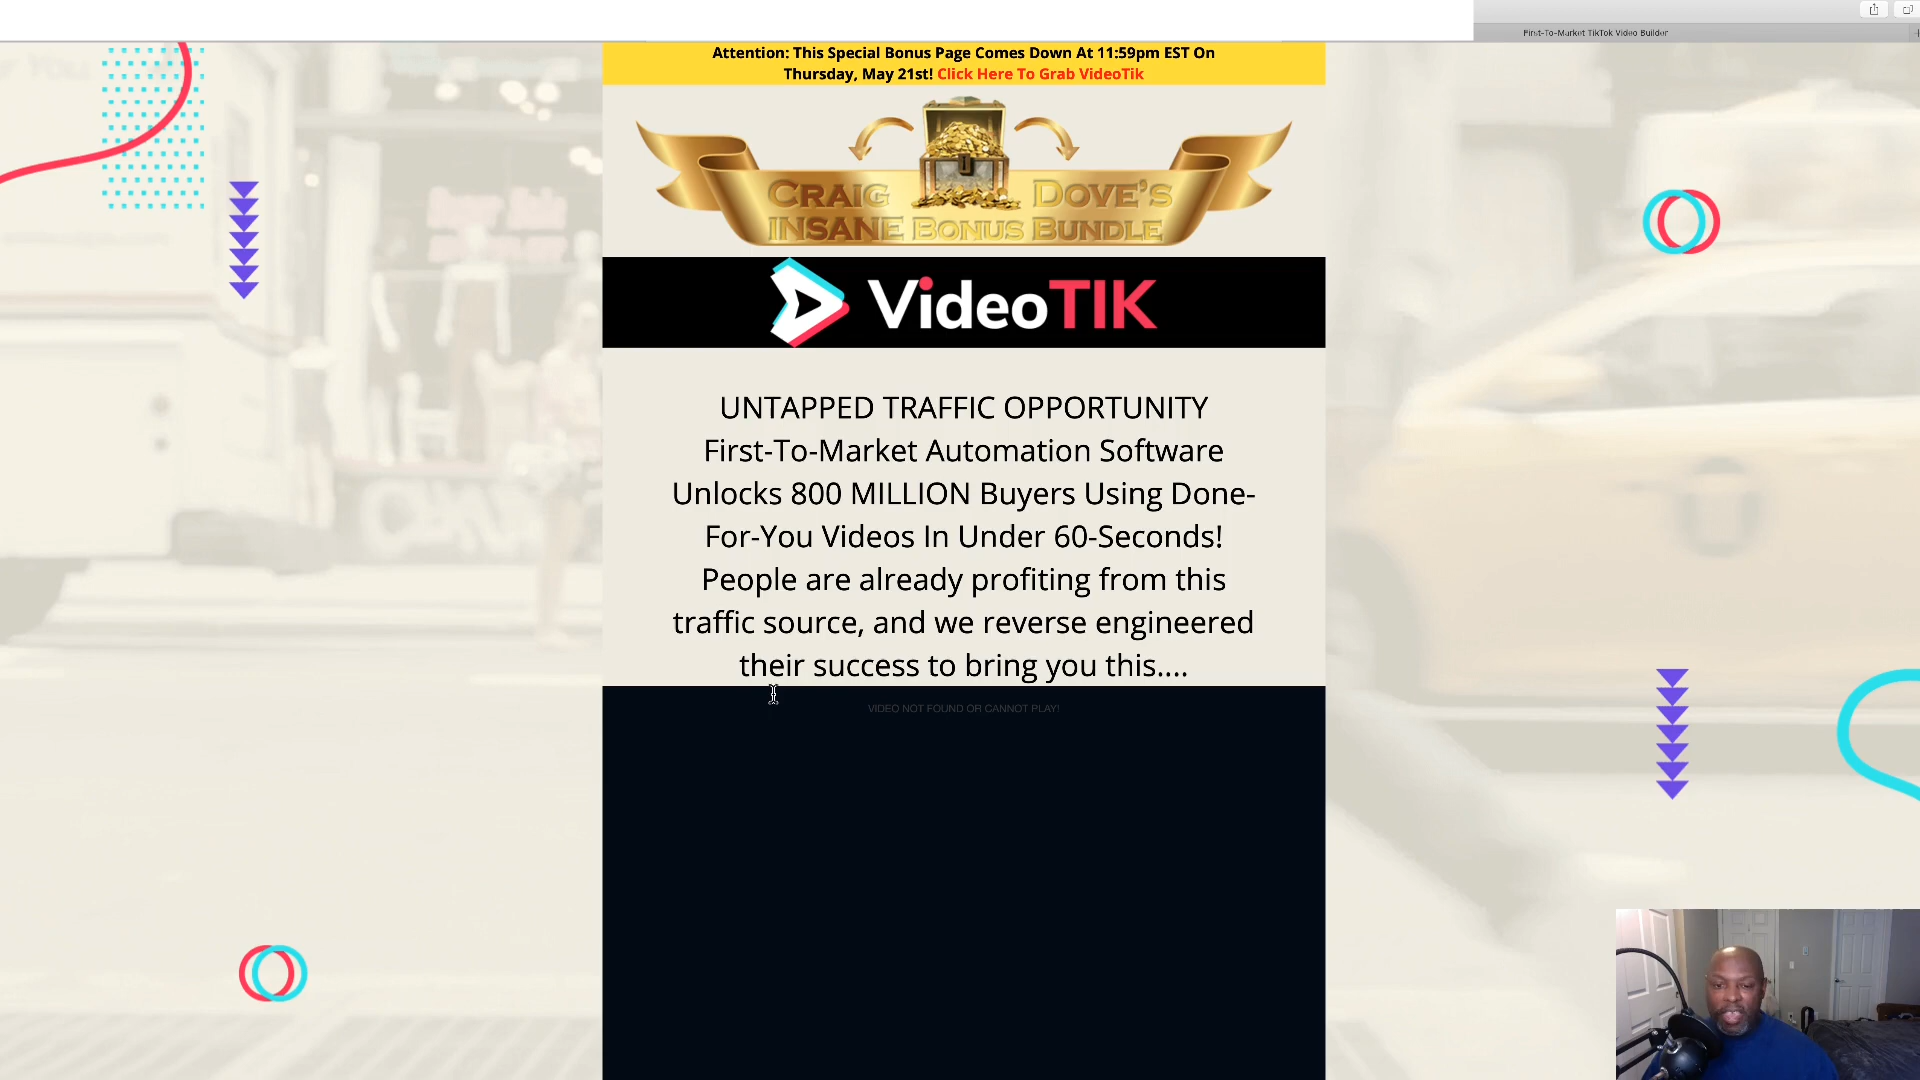 First-To-Market TikTok Video Builder
Attention: This Special Bonus Page Comes Down At 11:59pm EST On
Thursday, May 21st! Click Here To Grab VideoTik
CRAIG DOVE'S
INSANE BONUS BUNDLE
VideoTIK
UNTAPPED TRAFFIC OPPORTUNITY
First-To-Market Automation Software
Unlocks 800 MILLION Buyers Using Done-
For-You Videos In Under 60-Seconds!
People are already profiting from this
traffic source, and we reverse engineered
their success to bring you this....
VIDEO NOT FOUND OR CANNOT PLAY!